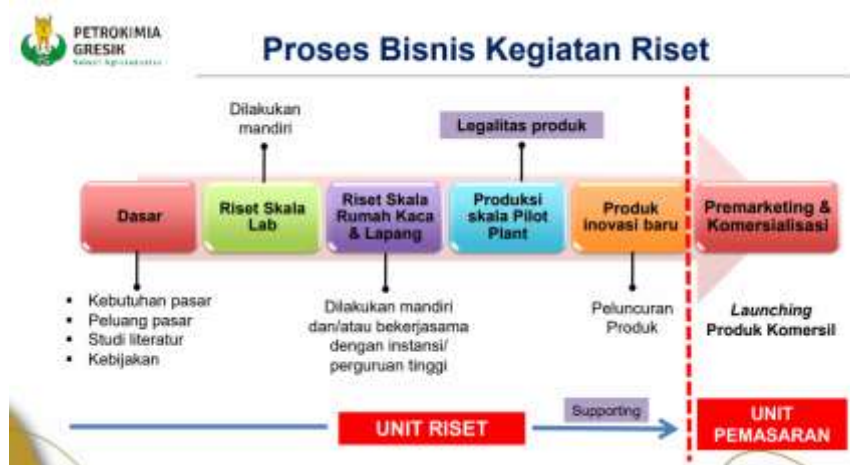 PETROKIMIA
GRESIK
Proses Bisnis Kegiatan Riset
Dilakukan
mandiri
Legalitas produk
Dasar
Riset Skala
Lab
Riset Skala
Rumah Kaca
& Lapang
Produksi
skala Pilot
Plant
Produk
inovasi baru
Premarketing &
Komersialisasi
▪ Kebutuhan pasar
▪ Peluang pasar
▪ Studi literatur
▪ Kebijakan
Dilakukan mandiri
dan/atau bekerjasama
dengan instansi/
perguruan tinggi
Peluncuran
Produk
Launching
Produk Komersil
UNIT RISET
Supporting
UNIT
PEMASARAN